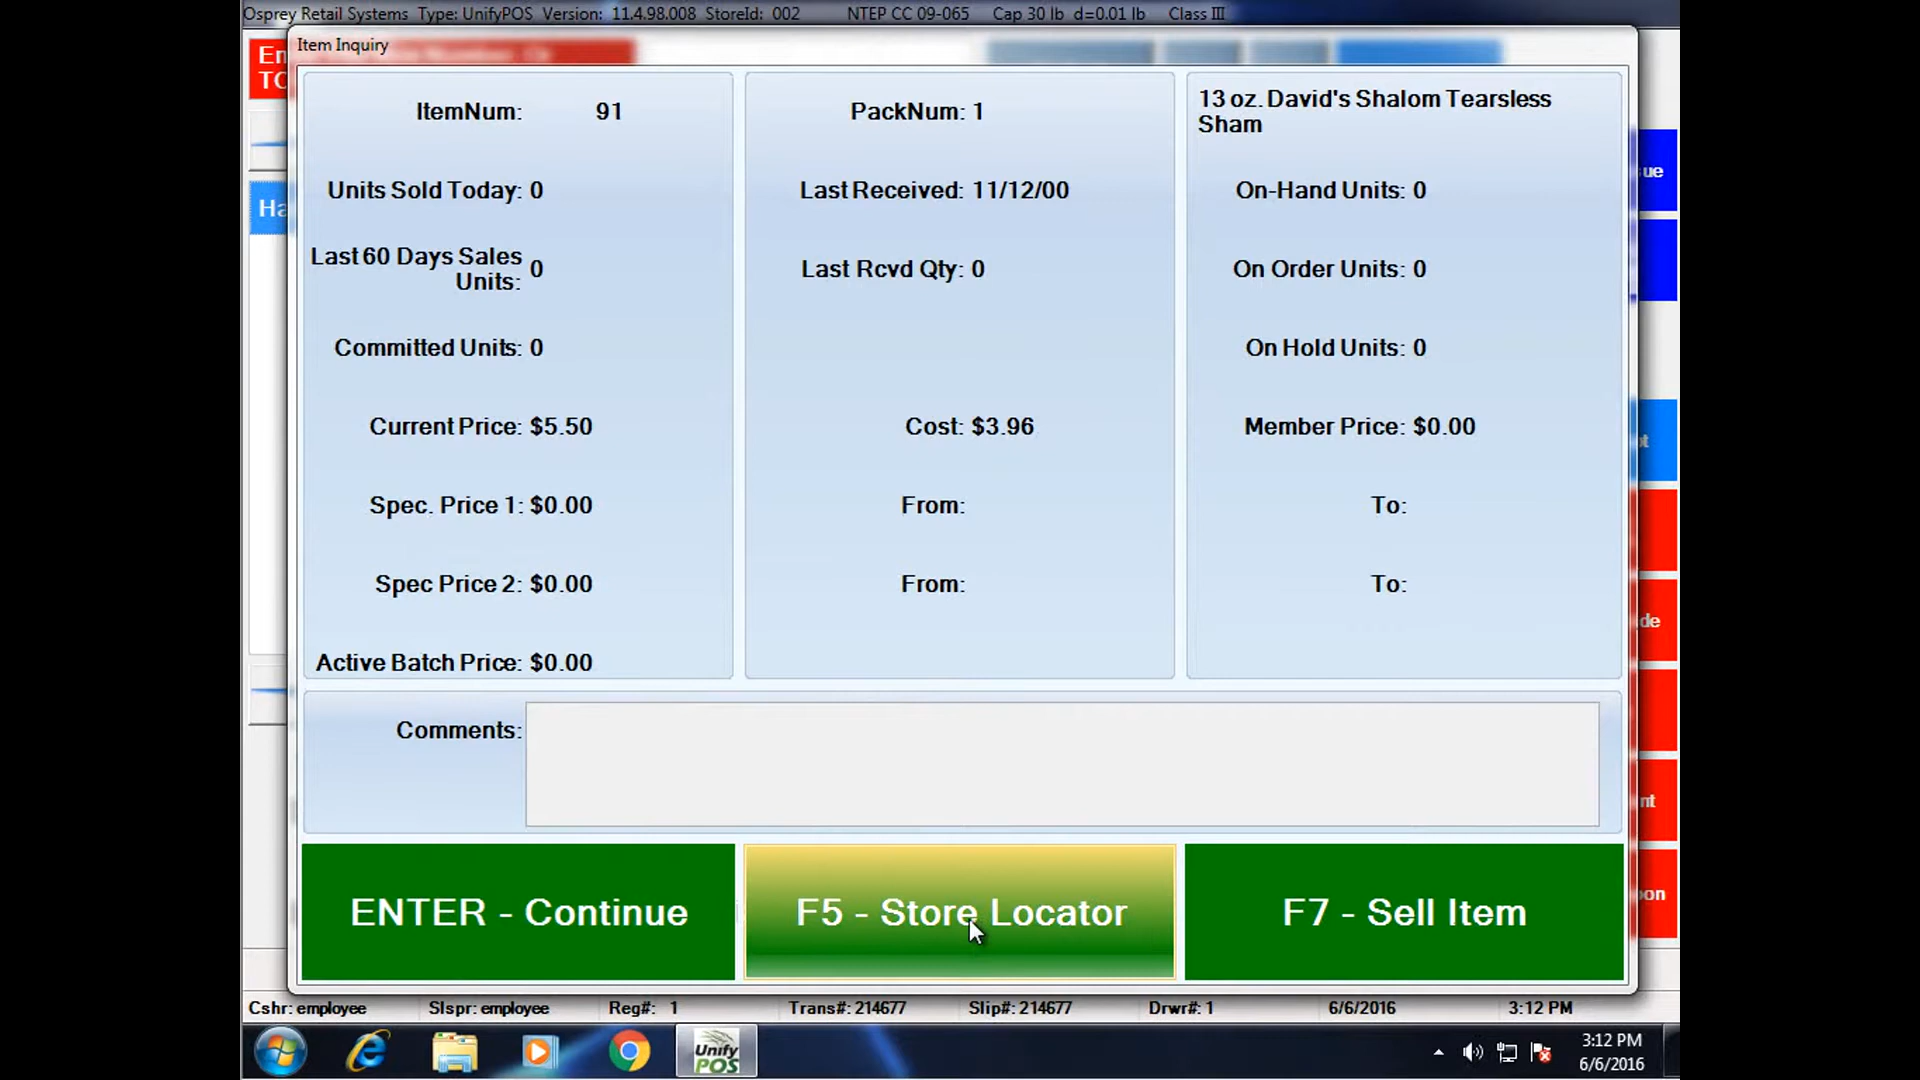 Osprey Retail Systems Type: UnifyPOS Version: 11.4.98.008 StoreId: 002 NTEP CC 09-065 Cap 30 lb d=0.01 lb Class III
Item Inquiry
ItemNum: 91
PackNum: 1
13 oz. David's Shalom Tearsless
Sham
Units Sold Today: 0
Last Received: 11/12/00
On-Hand Units: 0
Last 60 Days Sales
Units: 0
Last Rcvd Qty: 0
On Order Units: 0
Committed Units: 0
On Hold Units: 0
Current Price: $5.50
Cost: $3.96
Member Price: $0.00
Spec. Price 1: $0.00
From:
To:
Spec Price 2: $0.00
From:
To:
Active Batch Price: $0.00
Comments:
ENTER - Continue
F5 - Store Locator
F7 - Sell Item
Cshr: employee Slspr: employee Reg#: 1 Trans#: 214677 Slip#: 214677 Drwr#: 1 6/6/2016 3:12 PM
Unify
POS
3:12 PM
6/6/2016